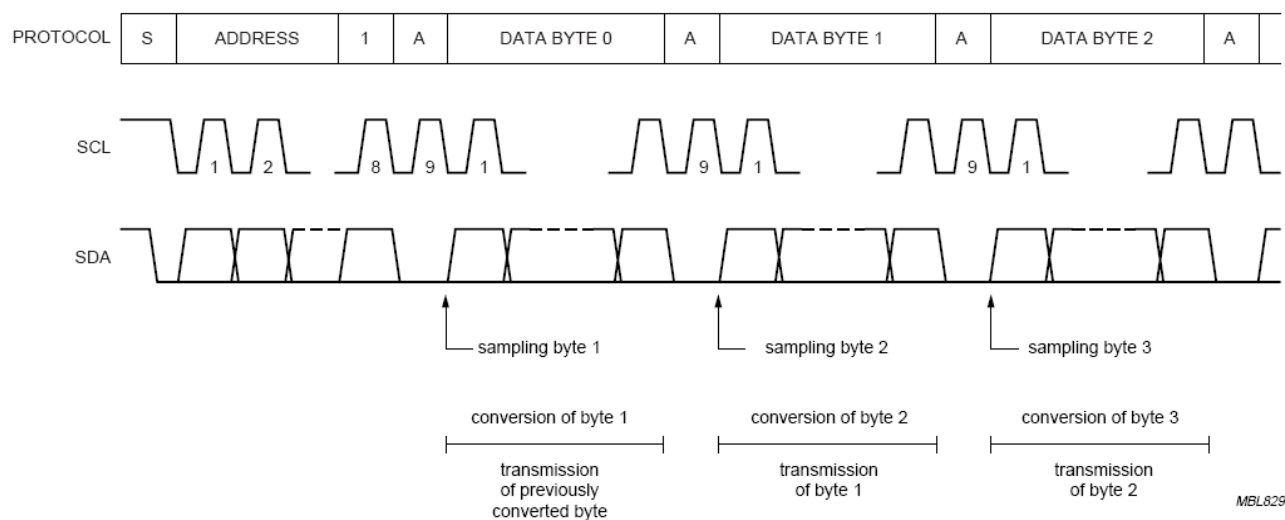 PROTOCOL S ADDRESS 1 A DATA BYTE 0 A DATA BYTE 1 A DATA BYTE 2 A
SCL
1 2 8 9 1 9 1 9 1
SDA
sampling byte 1 sampling byte 2 sampling byte 3
conversion of byte 1 conversion of byte 2 conversion of byte 3
transmission transmission transmission
of previously of byte 1 of byte 2
converted byte
MBL829